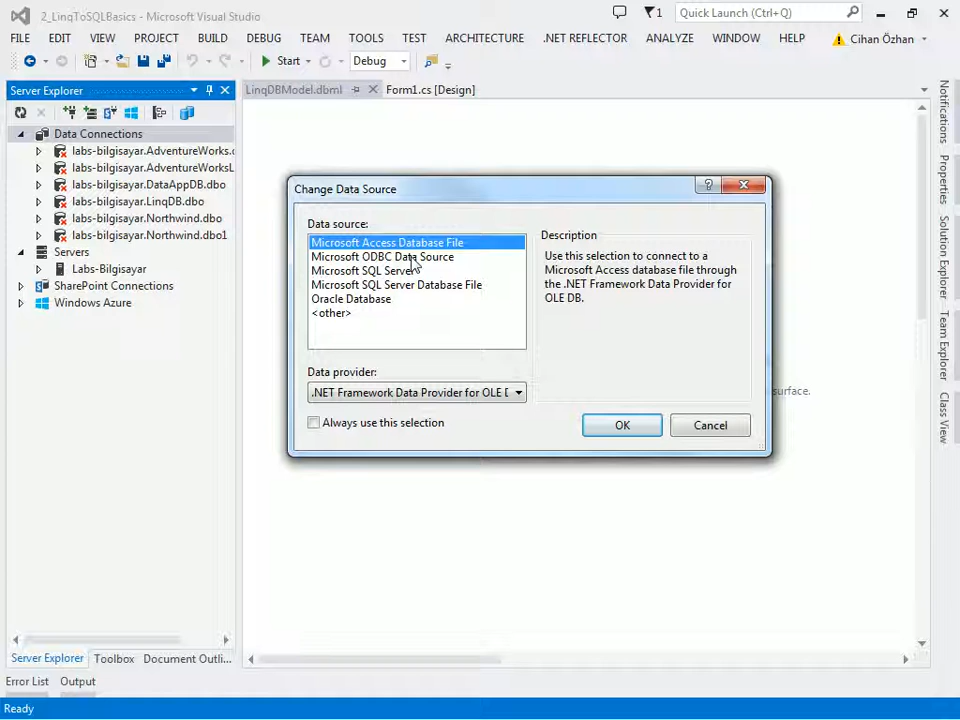 2_LinqToSQLBasics - Microsoft Visual Studio
1
Quick Launch (Ctrl+Q)
FILE EDIT VIEW PROJECT BUILD DEBUG TEAM TOOLS TEST ARCHITECTURE .NET REFLECTOR ANALYZE WINDOW HELP Cihan Özhan
Start Debug
Server Explorer
LinqDBModel.dbml Form1.cs [Design]
Data Connections
labs-bilgisayar.AdventureWorks.
labs-bilgisayar.AdventureWorksL
labs-bilgisayar.DataAppDB.dbo
labs-bilgisayar.LinqDB.dbo
labs-bilgisayar.Northwind.dbo
labs-bilgisayar.Northwind.dbo1
Servers
Labs-Bilgisayar
SharePoint Connections
Windows Azure
Change Data Source
?
Data source:
Microsoft Access Database File
Microsoft ODBC Data Source
Microsoft SQL Server
Microsoft SQL Server Database File
Oracle Database
<other>
Description
Use this selection to connect to a
Microsoft Access database file through
the .NET Framework Data Provider for
OLE DB.
Data provider:
.NET Framework Data Provider for OLE D
Always use this selection
OK
Cancel
surface.
Notifications
Properties
Solution Explorer
Team Explorer
Class View
Server Explorer Toolbox Document Outli...
Error List Output
Ready